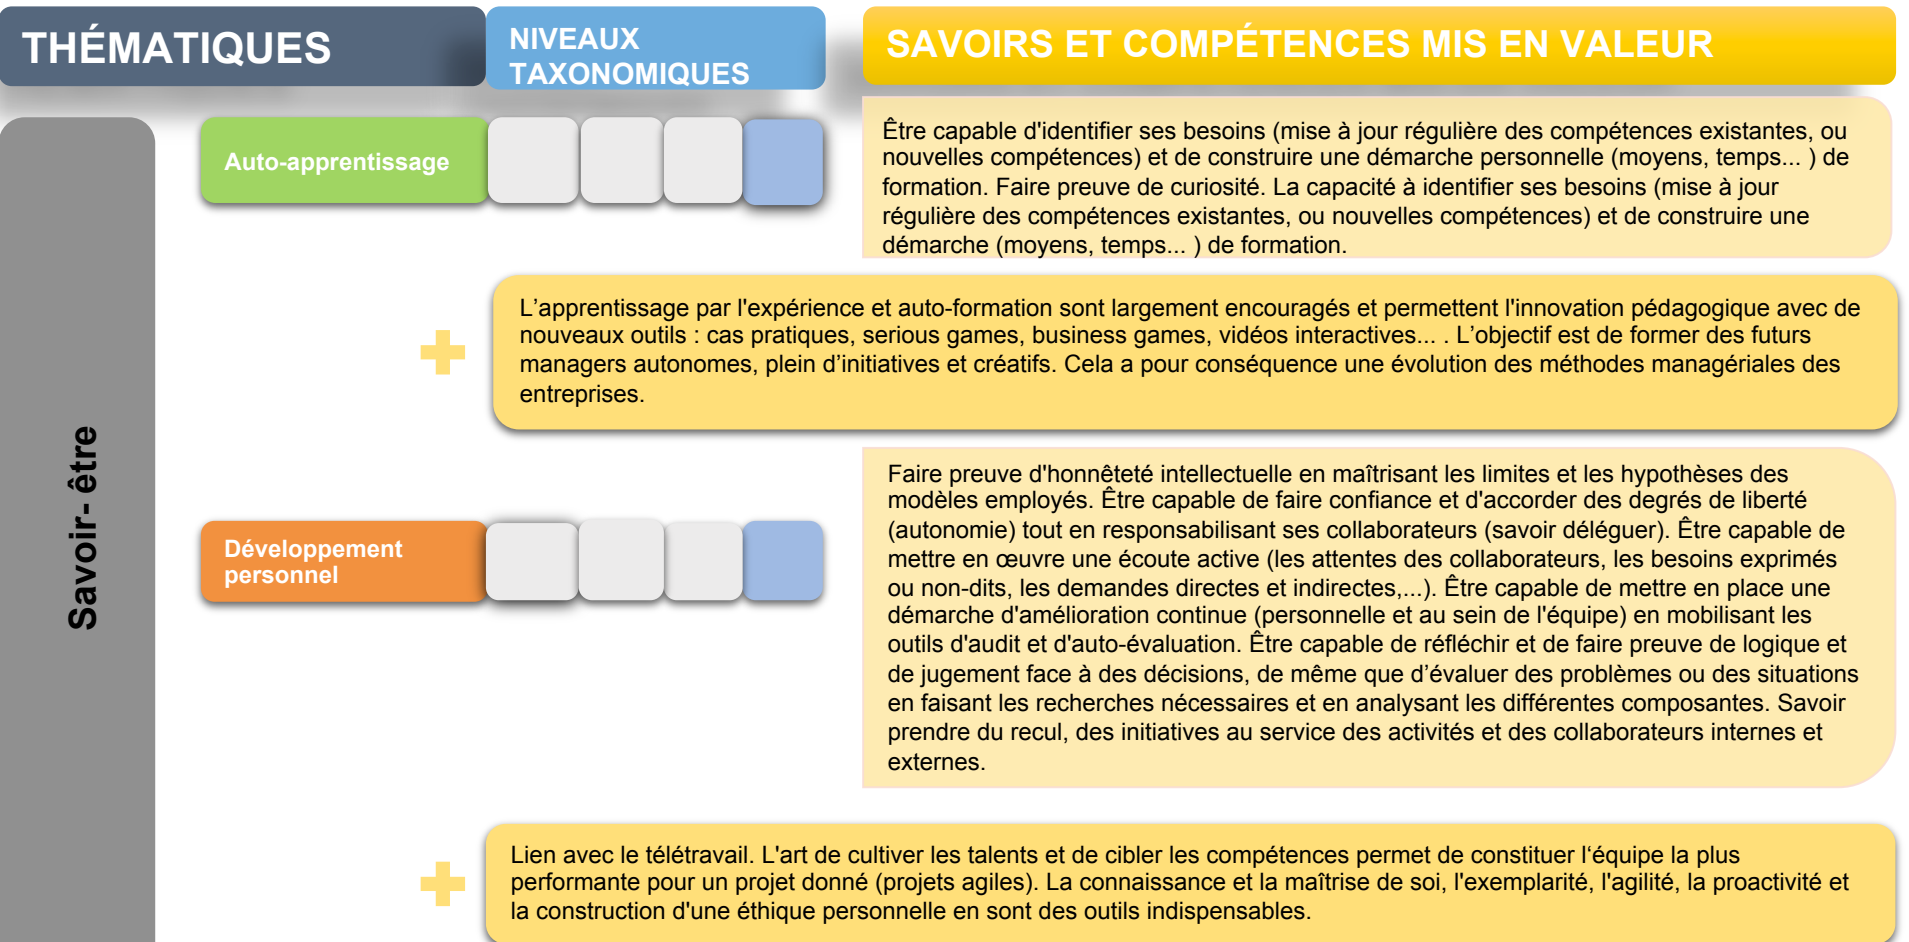 THÉMATIQUES
NIVEAUX
TAXONOMIQUES
SAVOIRS ET COMPÉTENCES MIS EN VALEUR
Savoir- être
Auto-apprentissage
Être capable d'identifier ses besoins (mise à jour régulière des compétences existantes, ou
nouvelles compétences) et de construire une démarche personnelle (moyens, temps... ) de
formation. Faire preuve de curiosité. La capacité à identifier ses besoins (mise à jour
régulière des compétences existantes, ou nouvelles compétences) et de construire une
démarche (moyens, temps... ) de formation.
L’apprentissage par l'expérience et auto-formation sont largement encouragés et permettent l'innovation pédagogique avec de
nouveaux outils : cas pratiques, serious games, business games, vidéos interactives... . L’objectif est de former des futurs
managers autonomes, plein d’initiatives et créatifs. Cela a pour conséquence une évolution des méthodes managériales des
entreprises.
Développement
personnel
Faire preuve d'honnêteté intellectuelle en maîtrisant les limites et les hypothèses des
modèles employés. Être capable de faire confiance et d'accorder des degrés de liberté
(autonomie) tout en responsabilisant ses collaborateurs (savoir déléguer). Être capable de
mettre en œuvre une écoute active (les attentes des collaborateurs, les besoins exprimés
ou non-dits, les demandes directes et indirectes,...). Être capable de mettre en place une
démarche d'amélioration continue (personnelle et au sein de l'équipe) en mobilisant les
outils d'audit et d'auto-évaluation. Être capable de réfléchir et de faire preuve de logique et
de jugement face à des décisions, de même que d’évaluer des problèmes ou des situations
en faisant les recherches nécessaires et en analysant les différentes composantes. Savoir
prendre du recul, des initiatives au service des activités et des collaborateurs internes et
externes.
Lien avec le télétravail. L'art de cultiver les talents et de cibler les compétences permet de constituer l‘équipe la plus
performante pour un projet donné (projets agiles). La connaissance et la maîtrise de soi, l'exemplarité, l'agilité, la proactivité et
la construction d'une éthique personnelle en sont des outils indispensables.